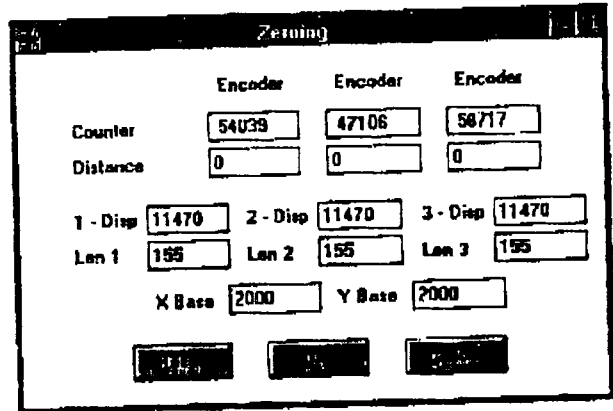 Zeroing
Encoder Encoder Encoder
Counter 54039 47106 58717
Distance 0 0 0
1 - Disp 11470 2 - Disp 11470 3 - Disp 11470
Len 1 155 Len 2 155 Len 3 155
X Base 2000 Y Base 2000